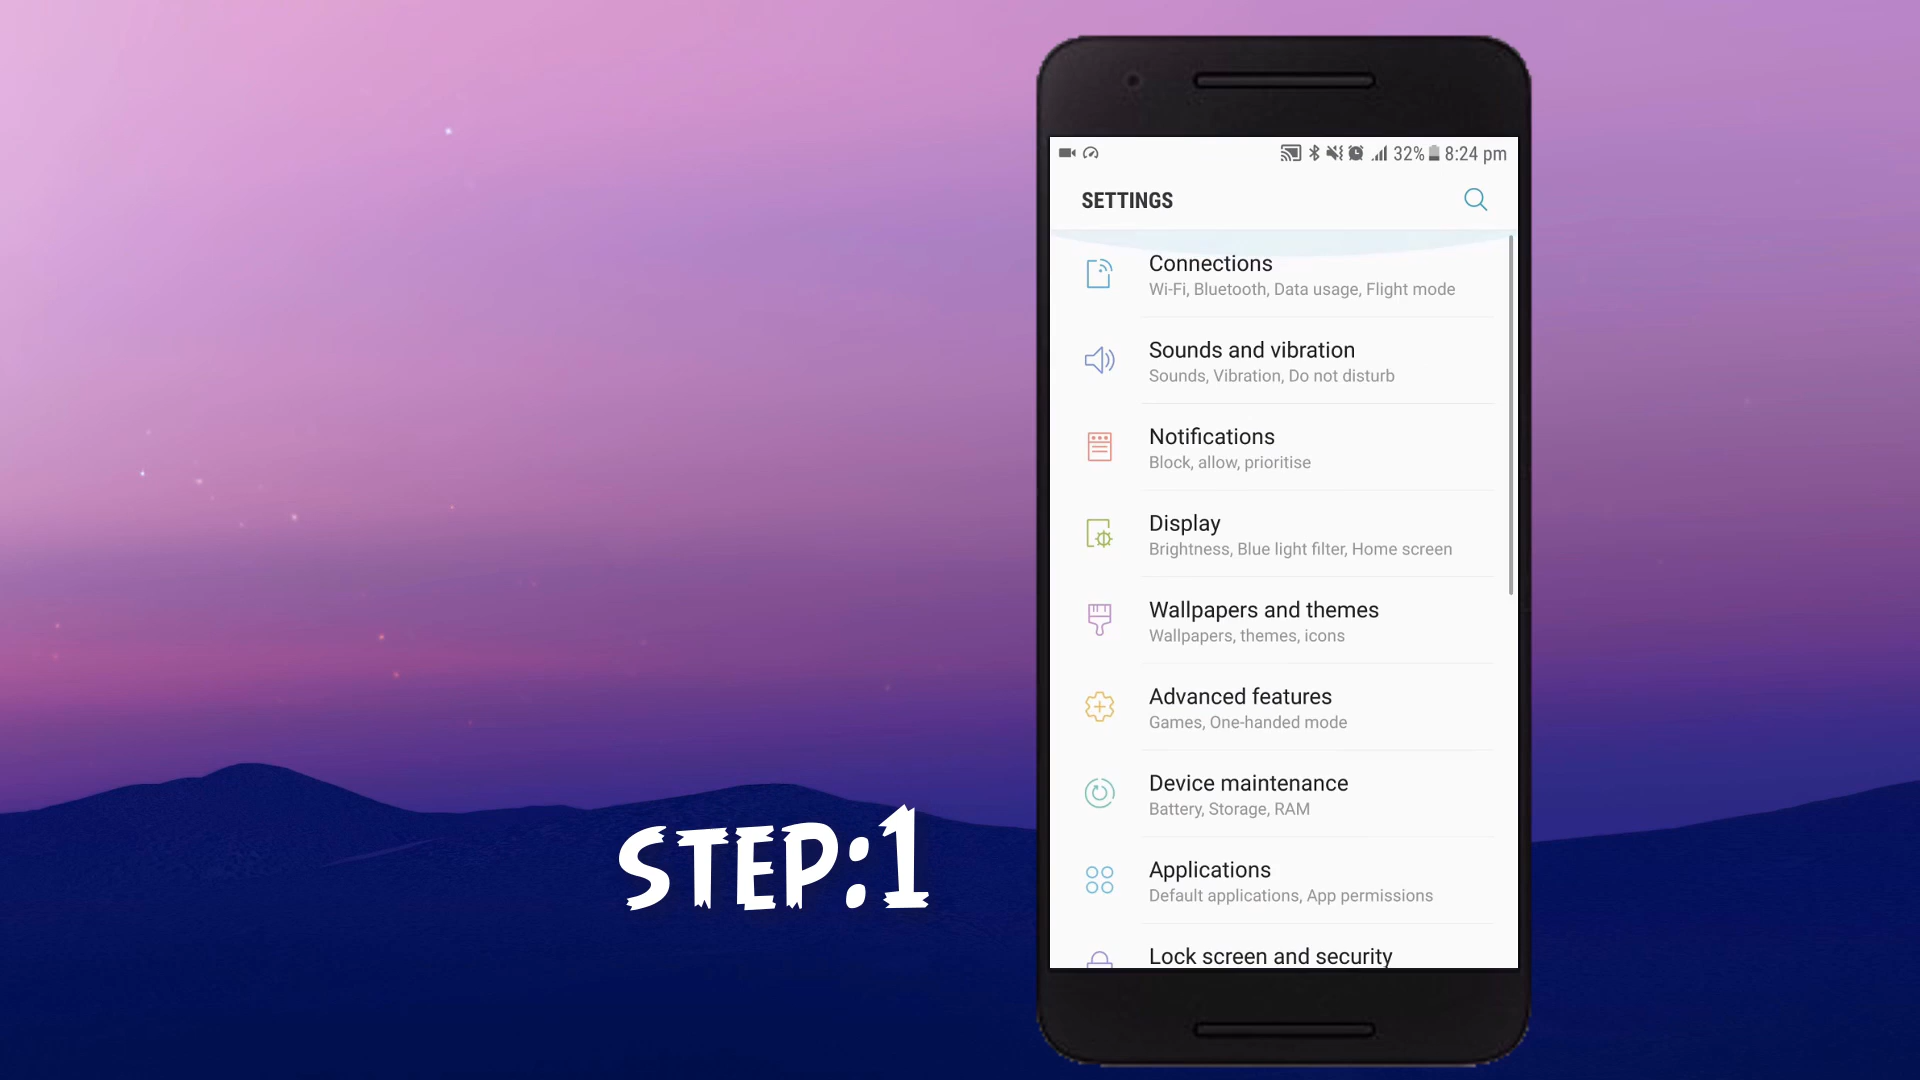 32% 8:24 pm
SETTINGS
Connections
Wi-Fi, Bluetooth, Data usage, Flight mode
Sounds and vibration
Sounds, Vibration, Do not disturb
Notifications
Block, allow, prioritise
Display
Brightness, Blue light filter, Home screen
Wallpapers and themes
Wallpapers, themes, icons
Advanced features
Games, One-handed mode
Device maintenance
Battery, Storage, RAM
Applications
Default applications, App permissions
Lock screen and security
STEP:1